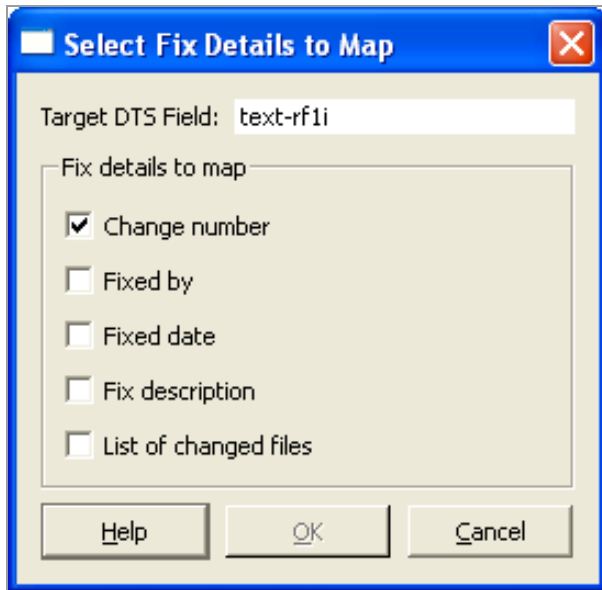 Select Fix Details to Map
Target DTS Field: text-rf1i
Fix details to map
Change number
Fixed by
Fixed date
Fix description
List of changed files
Help OK Cancel